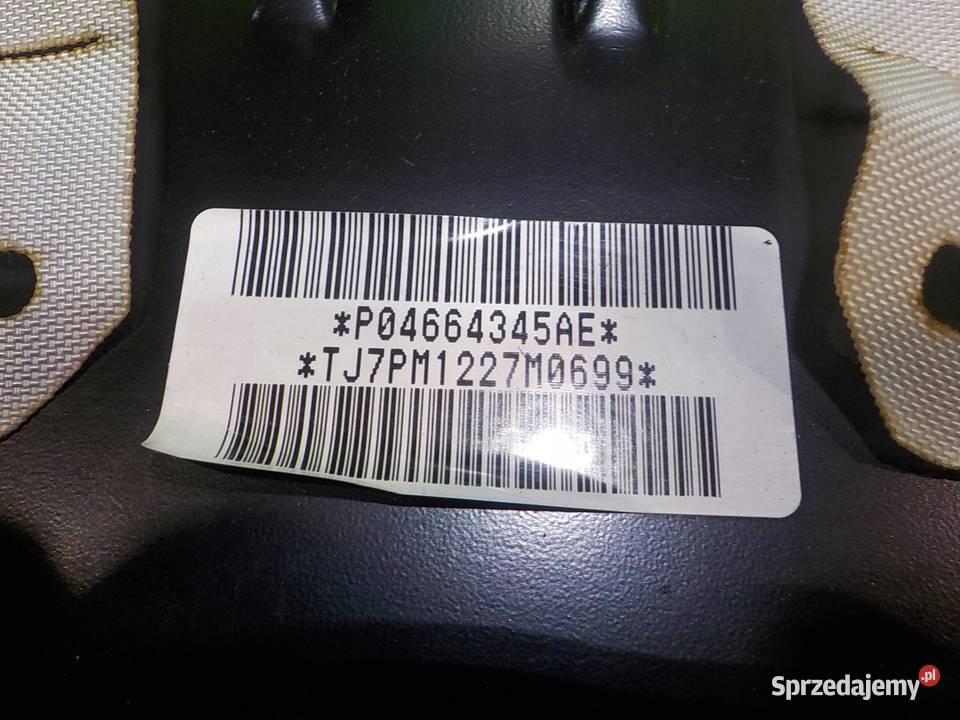 *P04664345AE*
*TJ7PM1227M0699*
Sprzedajemy.pl